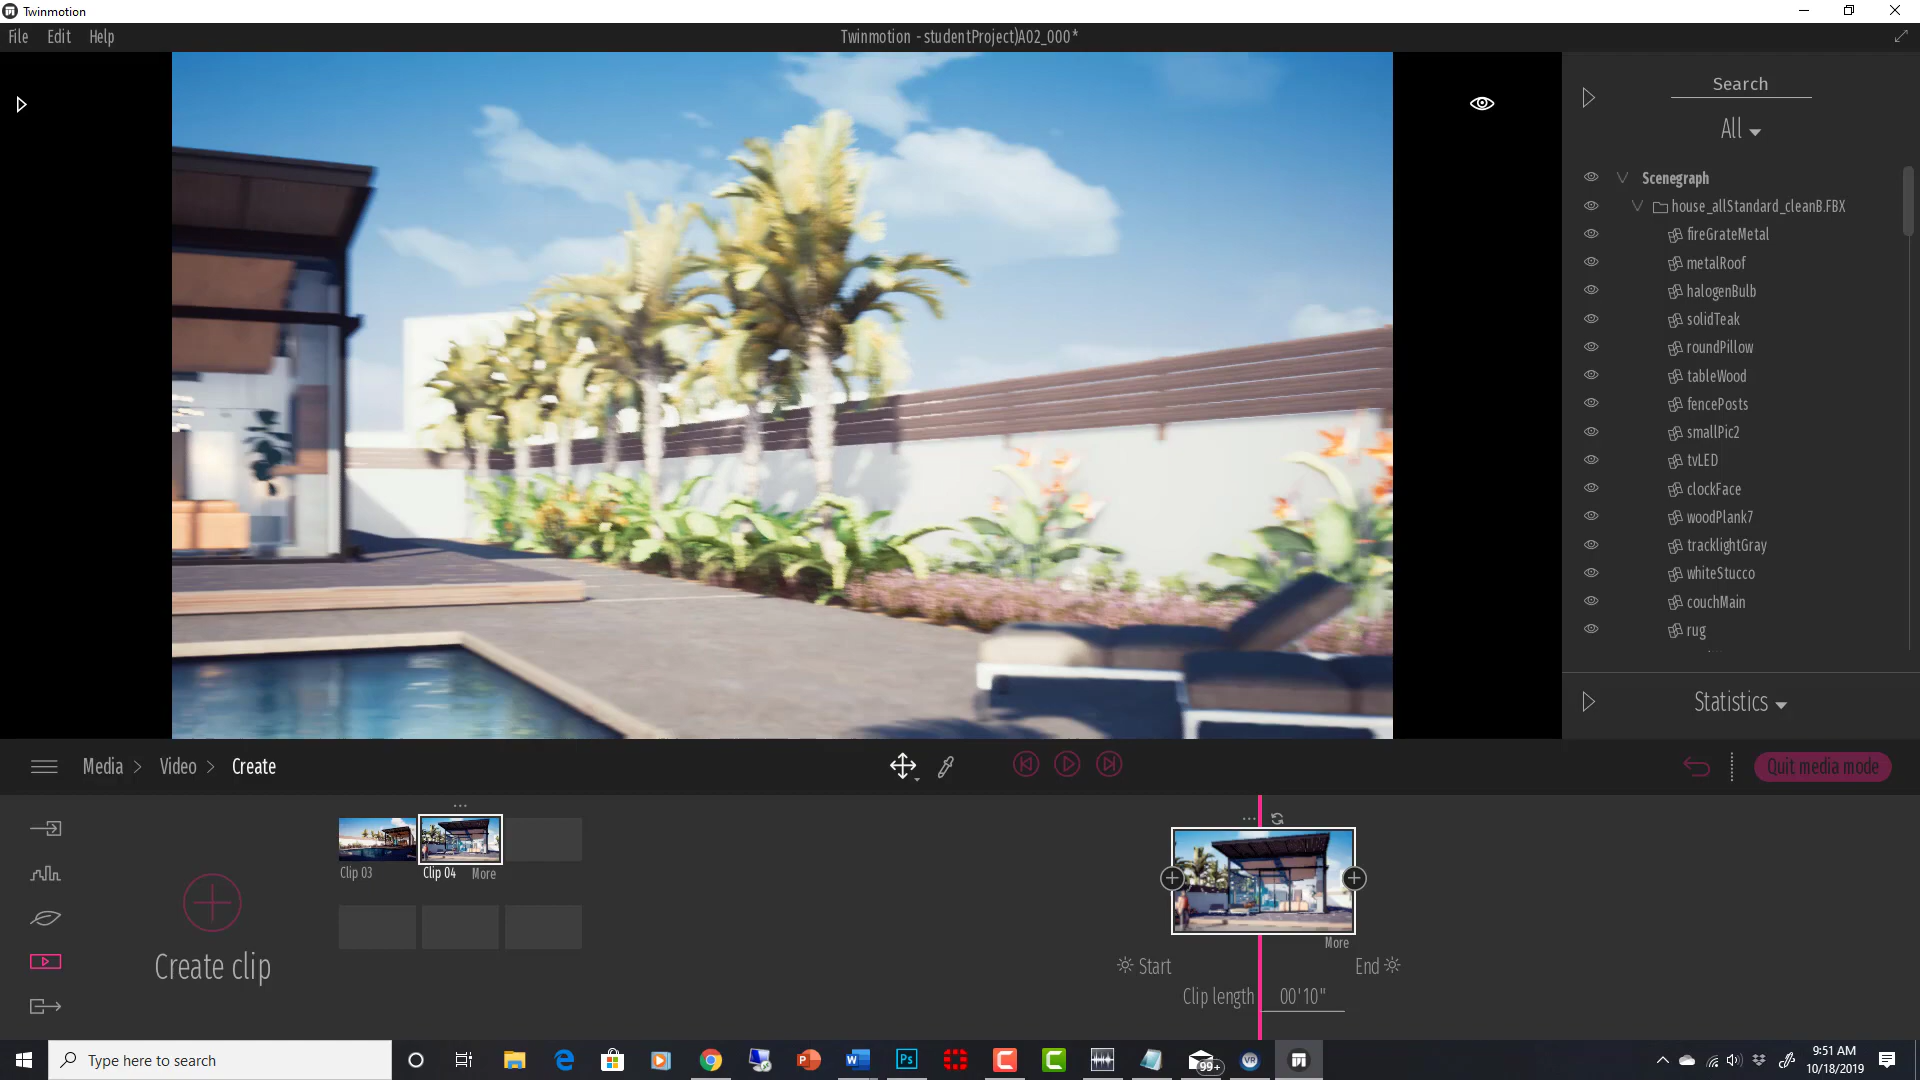 Twinmotion
File Edit Help
Twinmotion - studentProject)A02_000*
Search
All
Scenegraph
house_allStandard_cleanB.FBX
fireGrateMetal
metalRoof
halogenBulb
solidTeak
roundPillow
tableWood
fencePosts
smallPic2
tvLED
clockFace
woodPlank7
tracklightGray
whiteStucco
couchMain
rug
Statistics
Media > Video > Create
Quit media mode
Clip 03
Clip 04 More
Create clip
More
Start
End
Clip length 00'10"
Type here to search
99+
9:51 AM
10/18/2019